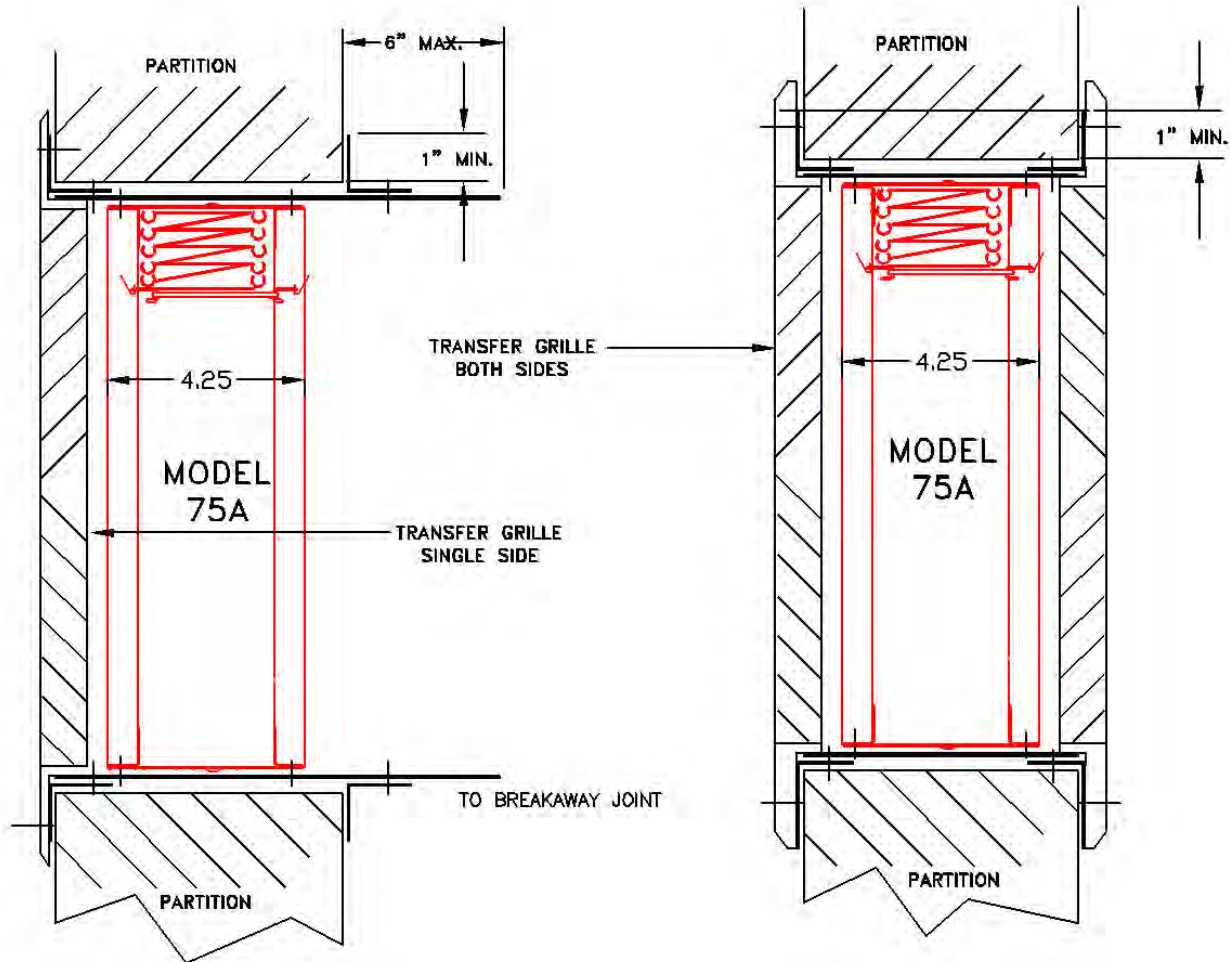 PARTITION
6" MAX.
1" MIN.
4.25
MODEL
75A
TRANSFER GRILLE
SINGLE SIDE
TO BREAKAWAY JOINT
PARTITION
PARTITION
1" MIN.
TRANSFER GRILLE
BOTH SIDES
4.25
MODEL
75A
PARTITION